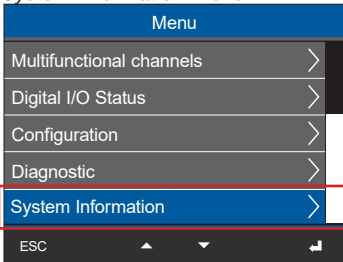 Menu
Multifunctional channels
Digital I/O Status
Configuration
Diagnostic
System Information
ESC